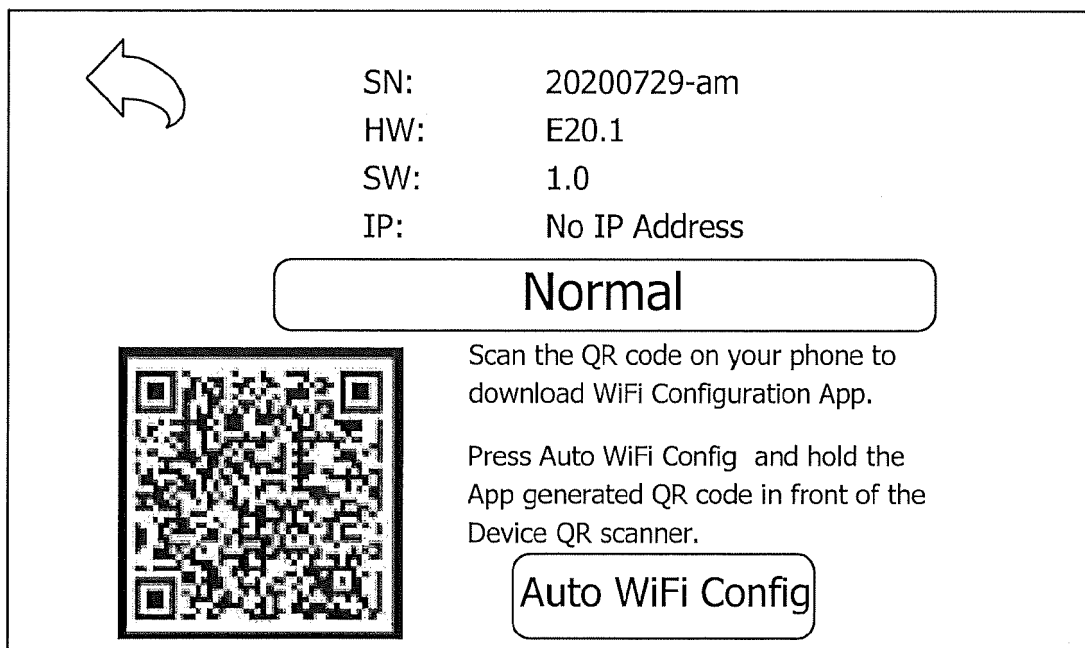 SN: 20200729-am
HW: E20.1
SW: 1.0
IP: No IP Address
Normal
Scan the QR code on your phone to
download WiFi Configuration App.
Press Auto WiFi Config and hold the
App generated QR code in front of the
Device QR scanner.
Auto WiFi Config